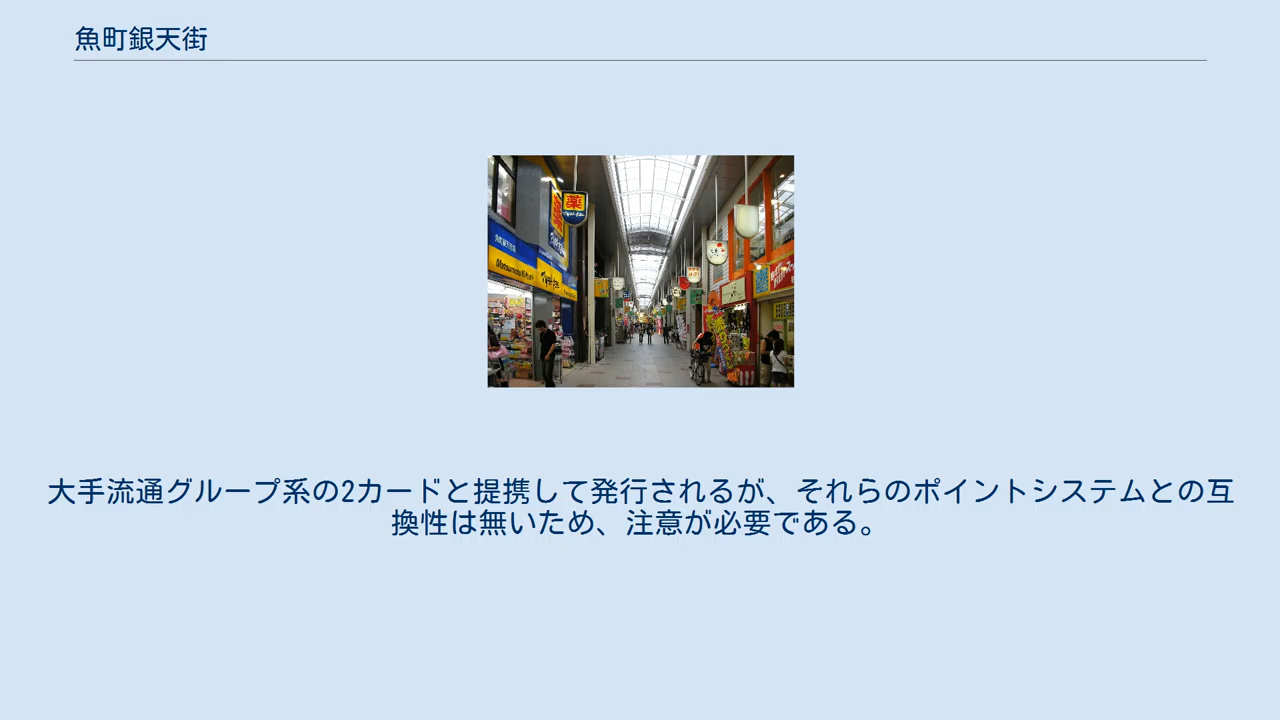 魚町銀天街
薬
薬
大手流通グループ系の2カードと提携して発行されるが、それらのポイントシステムとの互
換性は無いため、注意が必要である。